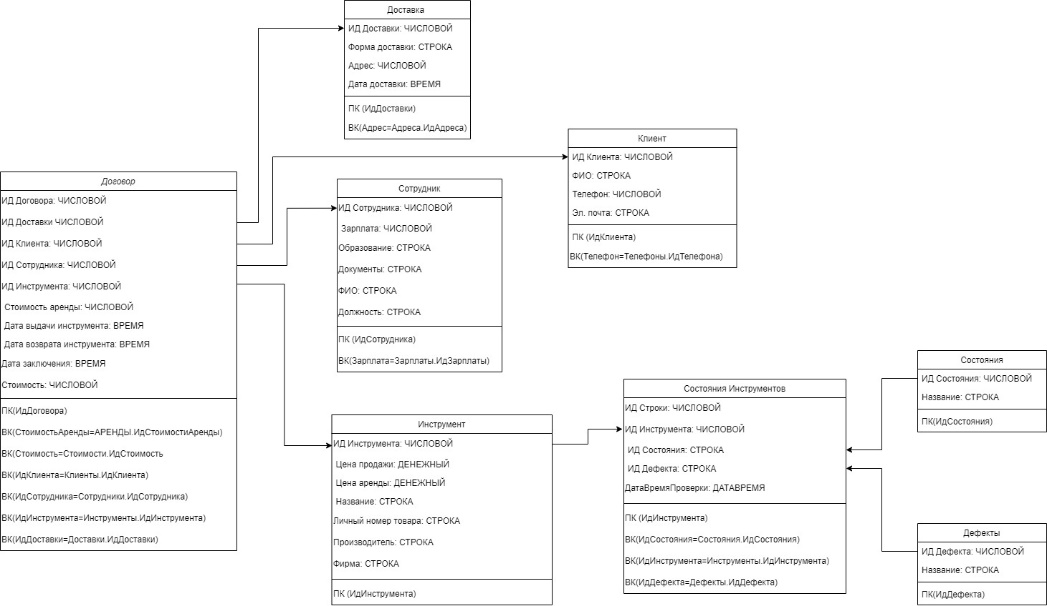 Доставка
ИД Доставки: ЧИСЛОВОЙ
Форма доставки: СТРОКА
Адрес: ЧИСЛОВОЙ
Дата доставки: ВРЕМЯ
ПК (ИдДоставки)
ВК(Адрес=Адреса.ИдАдреса)
Клиент
ИД Клиента: ЧИСЛОВОЙ
ФИО: СТРОКА
Телефон: ЧИСЛОВОЙ
Эл. почта: СТРОКА
ПК (ИдКлиента)
ВК(Телефон=Телефоны.ИдТелефона)
Договор
ИД Договора: ЧИСЛОВОЙ
ИД Доставки ЧИСЛОВОЙ
ИД Клиента: ЧИСЛОВОЙ
ИД Сотрудника: ЧИСЛОВОЙ
ИД Инструмента: ЧИСЛОВОЙ
Стоимость аренды: ЧИСЛОВОЙ
Дата выдачи инструмента: ВРЕМЯ
Дата возврата инструмента: ВРЕМЯ
Дата заключения: ВРЕМЯ
Стоимость: ЧИСЛОВОЙ
ПК(ИдДоговора)
ВК(СтоимостьАренды=АРЕНДЫ.ИдСтоимостиАренды)
ВК(Стоимость=Стоимости.ИдСтоимость
ВК(ИдКлиента=Клиенты.ИдКлиента)
ВК(ИдСотрудника=Сотрудники.ИдСотрудника)
ВК(ИдИнструмента=Инструменты.ИдИнструмента)
ВК(ИдДоставки=Доставки.ИдДоставки)
Сотрудник
ИД Сотрудника: ЧИСЛОВОЙ
Зарплата: ЧИСЛОВОЙ
Образование: СТРОКА
Документы: СТРОКА
ФИО: СТРОКА
Должность: СТРОКА
ПК (ИдСотрудника)
ВК(Зарплата=Зарплаты.ИдЗарплаты)
Инструмент
ИД Инструмента: ЧИСЛОВОЙ
Цена продажи: ДЕНЕЖНЫЙ
Цена аренды: ДЕНЕЖНЫЙ
Название: СТРОКА
Личный номер товара: СТРОКА
Производитель: СТРОКА
Фирма: СТРОКА
ПК (ИдИнструмента)
Состояния Инструментов
ИД Строки: ЧИСЛОВОЙ
ИД Инструмента: ЧИСЛОВОЙ
ИД Состояния: СТРОКА
ИД Дефекта: СТРОКА
ДатаВремяПроверки: ДАТАВРЕМЯ
ПК (ИдИнструмента)
ВК(ИдСостояния=Состояния.ИдСостояния)
ВК(ИдИнструмента=Инструменты.ИдИнструмента)
ВК(ИдДефекта=Дефекты.ИдДефекта)
Состояния
ИД Состояния: ЧИСЛОВОЙ
Название: СТРОКА
ПК(ИдСостояния)
Дефекты
ИД Дефекта: ЧИСЛОВОЙ
Название: СТРОКА
ПК(ИдДефекта)